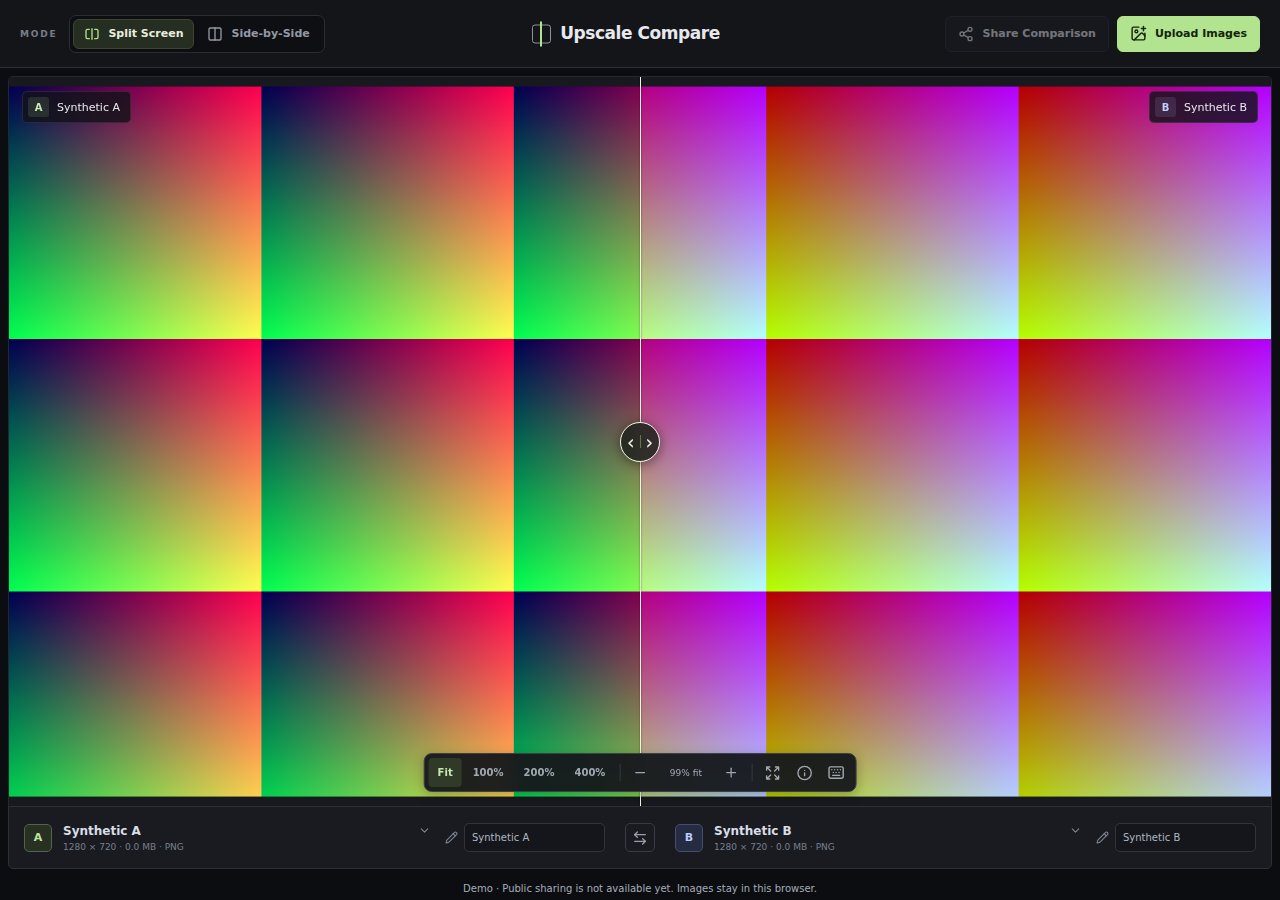 MODE
Split Screen
Side-by-Side
Upscale Compare
Share Comparison
Upload Images
A Synthetic A
B Synthetic B
Fit 100% 200% 400% − 99% fit +
A Synthetic A
1280 × 720 · 0.0 MB · PNG
Synthetic A
B Synthetic B
1280 × 720 · 0.0 MB · PNG
Synthetic B
Demo · Public sharing is not available yet. Images stay in this browser.